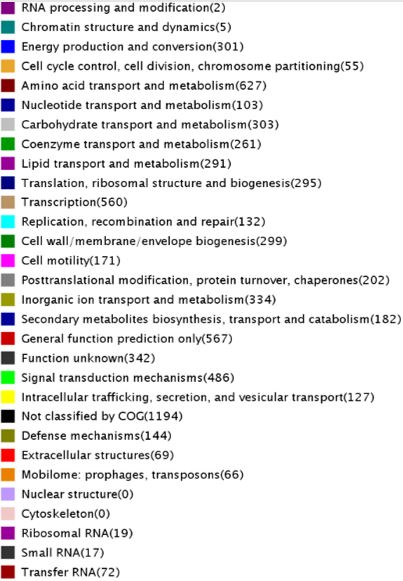 RNA processing and modification(2)
Chromatin structure and dynamics(5)
Energy production and conversion(301)
Cell cycle control, cell division, chromosome partitioning(55)
Amino acid transport and metabolism(627)
Nucleotide transport and metabolism(103)
Carbohydrate transport and metabolism(303)
Coenzyme transport and metabolism(261)
Lipid transport and metabolism(291)
Translation, ribosomal structure and biogenesis(295)
Transcription(560)
Replication, recombination and repair(132)
Cell wall/membrane/envelope biogenesis(299)
Cell motility(171)
Posttranslational modification, protein turnover, chaperones(202)
Inorganic ion transport and metabolism(334)
Secondary metabolites biosynthesis, transport and catabolism(182)
General function prediction only(567)
Function unknown(342)
Signal transduction mechanisms(486)
Intracellular trafficking, secretion, and vesicular transport(127)
Not classified by COG(1194)
Defense mechanisms(144)
Extracellular structures(69)
Mobilome: prophages, transposons(66)
Nuclear structure(0)
Cytoskeleton(0)
Ribosomal RNA(19)
Small RNA(17)
Transfer RNA(72)